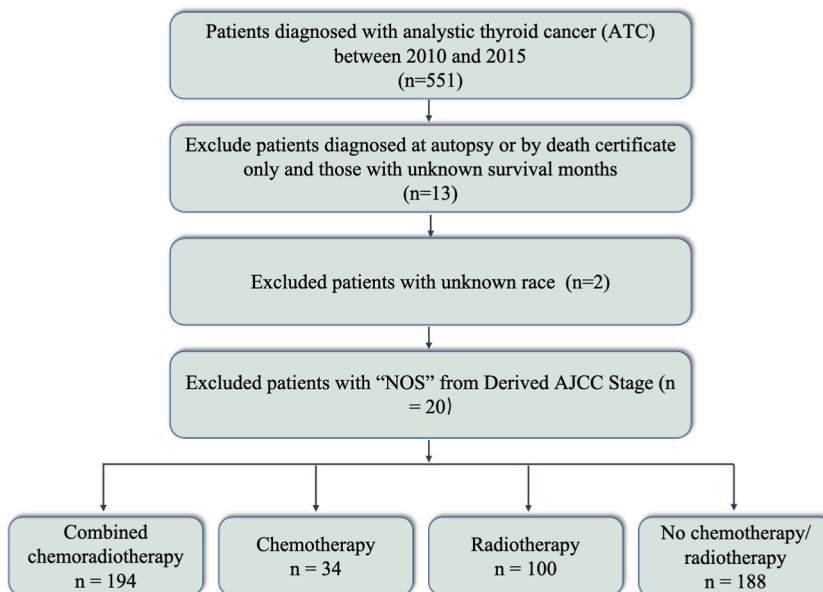 Patients diagnosed with analystic thyroid cancer (ATC)
between 2010 and 2015
(n=551)
Exclude patients diagnosed at autopsy or by death certificate
only and those with unknown survival months
(n=13)
Excluded patients with unknown race (n=2)
Excluded patients with “NOS” from Derived AJCC Stage (n
= 20)
Combined
chemoradiotherapy
n = 194
Chemotherapy
n = 34
Radiotherapy
n = 100
No chemotherapy/
radiotherapy
n = 188